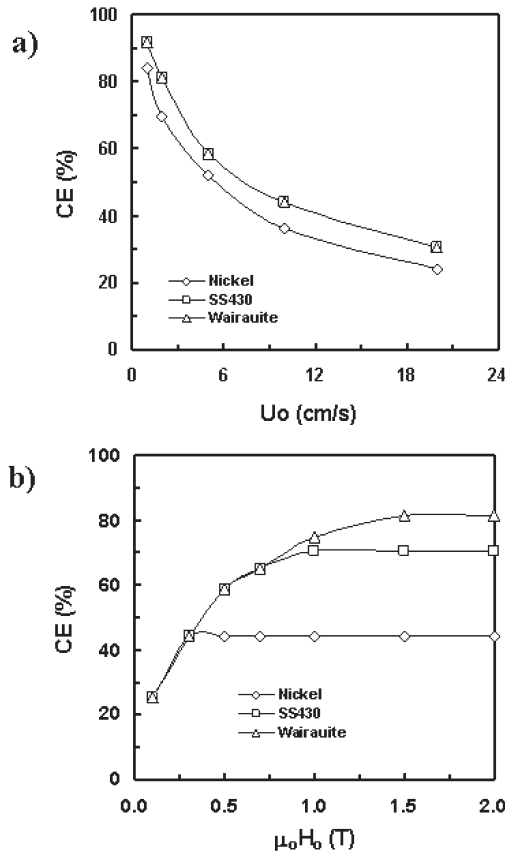 a)
100
80
60
40
20
0
CE (%)
Nickel
SS430
Wairauite
0 6 12 18 24
Uo (cm/s)
b)
100
80
60
40
20
0
CE (%)
Nickel
SS430
Wairauite
0.0 0.5 1.0 1.5 2.0
μₒHₒ (T)